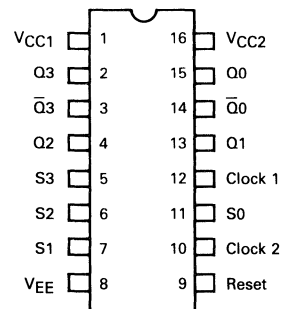 VCC1 1 16 VCC2
Q3 2 15 Q0
Q̅3 3 14 Q̅0
Q2 4 13 Q1
S3 5 12 Clock 1
S2 6 11 S0
S1 7 10 Clock 2
VEE 8 9 Reset